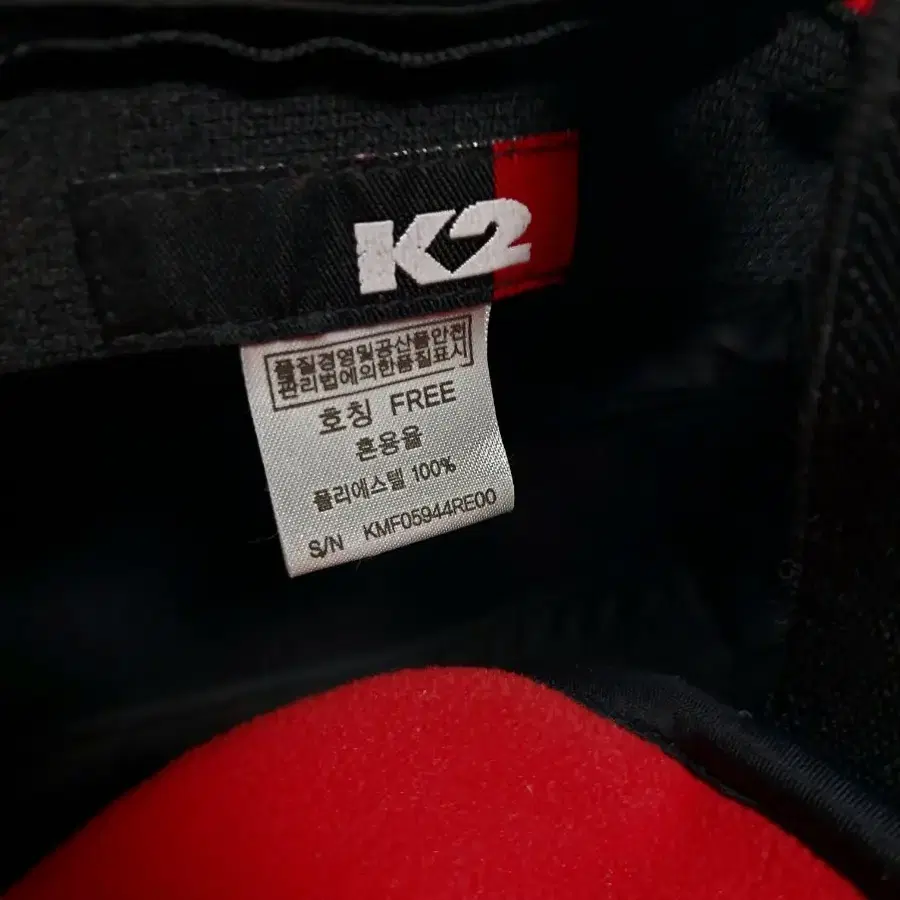 K2
품질경영및공산품안전
관리법에의한품질표시
호칭 FREE
혼용율
폴리에스텔 100%
S/N KMF05944RE00